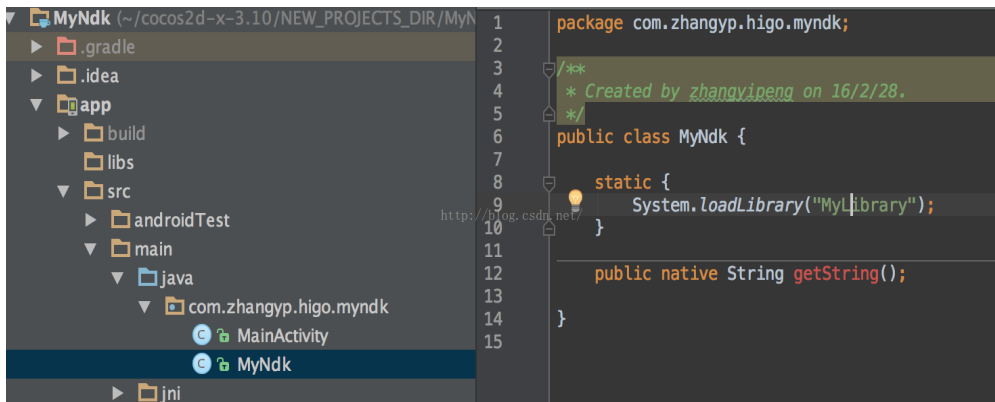 MyNdk (~/cocos2d-x-3.10/NEW_PROJECTS_DIR/MyN
.gradle
.idea
app
build
libs
src
androidTest
main
java
com.zhangyp.higo.myndk
MainActivity
MyNdk
jni
1 package com.zhangyp.higo.myndk;
2
3 /**
4 * Created by zhangyipeng on 16/2/28.
5 */
6 public class MyNdk {
7
8 static {
9 System.loadLibrary("MyLibrary");
10 }
11
12 public native String getString();
13
14 }
15
http://blog.csdn.net/